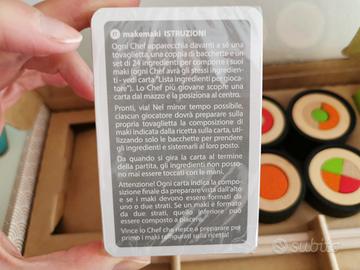 makemaki ISTRUZIONI
Ogni Chef apparecchia davanti a sé una
tovaglietta, una coppia di bacchette e un
set di 24 ingredienti per comporre i suoi
maki (ogni Chef avrà gli stessi ingredien-
ti - vedi carta "Lista ingredienti per gioca-
tore"). Lo Chef più giovane scopre una
carta dal mazzo e la posiziona al centro.
Pronti, via! Nel minor tempo possibile,
ciascun giocatore dovrà preparare sulla
propria tovaglietta la composizione di
maki indicata dalla ricetta sulla carta, uti-
lizzando solo le bacchette per prendere
gli ingredienti e sistemarli al loro posto.
Da quando si gira la carta al termine
della partita, gli ingredienti non posso-
no mai essere toccati con le mani.
Attenzione! Ogni carta indica la compo-
sizione finale da preparare vista dall'alto
e se i maki devono essere formati da
uno o due strati. Se un maki è formato
da due strati, quello inferiore può
essere composto a piacere.
Vince lo Chef che riesce a preparare per
primo i maki raffigurati sulla ricetta!
subito